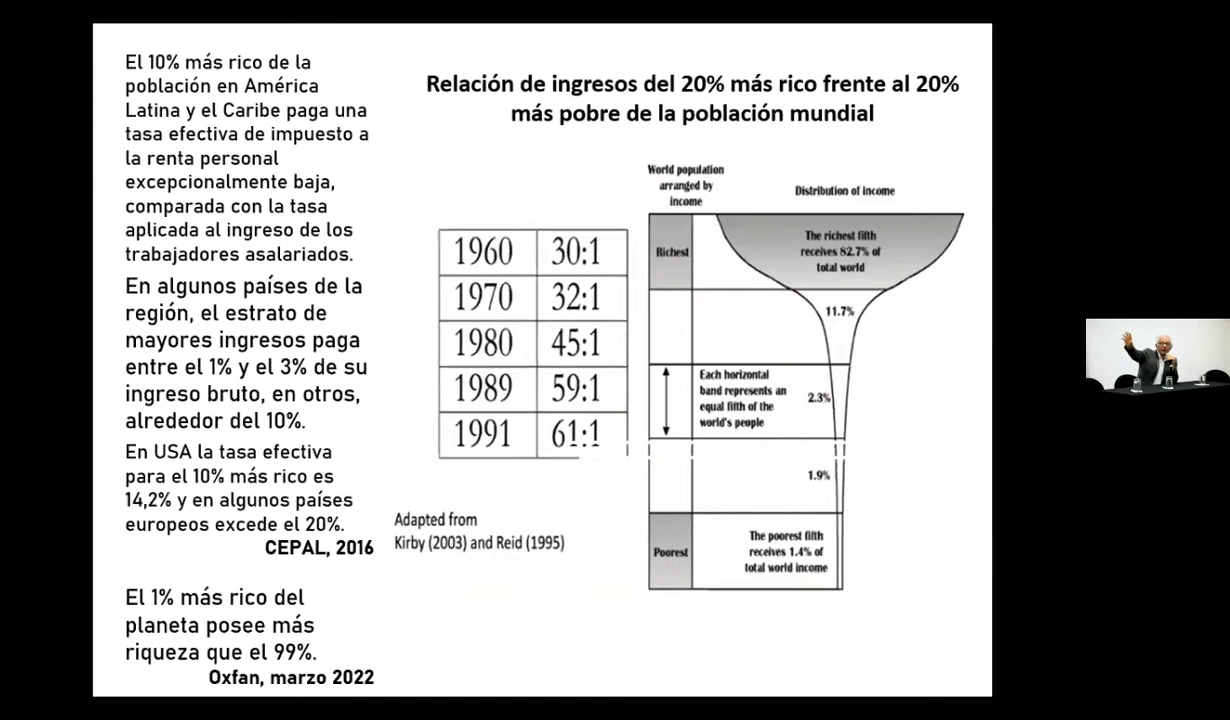 El 10% más rico de la
población en América
Latina y el Caribe paga una
tasa efectiva de impuesto a
la renta personal
excepcionalmente baja,
comparada con la tasa
aplicada al ingreso de los
trabajadores asalariados.
En algunos países de la
región, el estrato de
mayores ingresos paga
entre el 1% y el 3% de su
ingreso bruto, en otros,
alrededor del 10%.
En USA la tasa efectiva
para el 10% más rico es
14,2% y en algunos países
europeos excede el 20%.
CEPAL, 2016
El 1% más rico del
planeta posee más
riqueza que el 99%.
Oxfan, marzo 2022
Relación de ingresos del 20% más rico frente al 20%
más pobre de la población mundial
1960 30:1
1970 32:1
1980 45:1
1989 59:1
1991 61:1
Adapted from
Kirby (2003) and Reid (1995)
World population
arranged by
income
Distribution of income
Richest
The richest fifth
receives 82.7% of
total world
11.7%
Each horizontal
band represents an
equal fifth of the
world's people
2.3%
1.9%
Poorest
The poorest fifth
receives 1.4% of
total world income